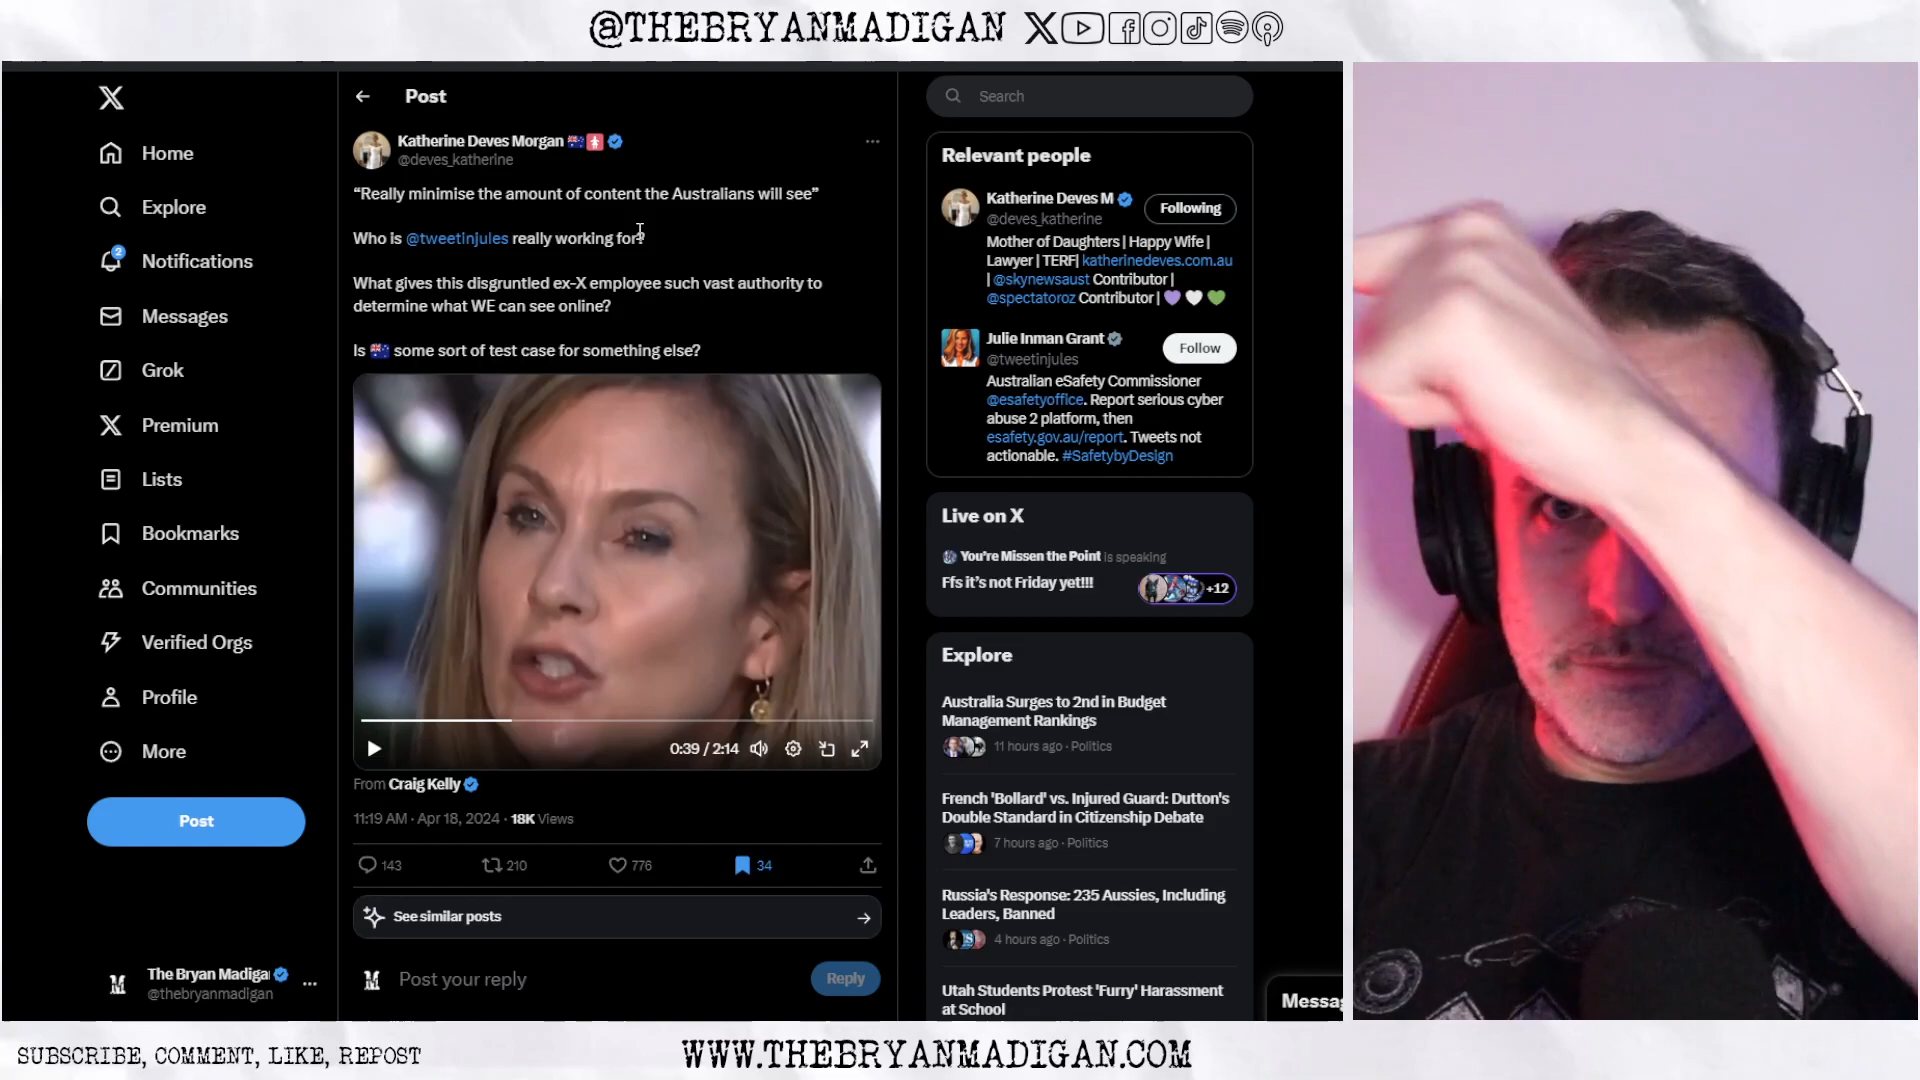 @THEBRYANMADIGAN
Home
Explore
2
Notifications
Messages
Grok
Premium
Lists
Bookmarks
Communities
Verified Orgs
Profile
More
Post
The Bryan Madiga
@thebryanmadigan
Post
Katherine Deves Morgan
@deves_katherine
“Really minimise the amount of content the Australians will see”
Who is @tweetinjules really working for?
What gives this disgruntled ex-X employee such vast authority to
determine what WE can see online?
Is 🇦🇺 some sort of test case for something else?
0:39 / 2:14
From Craig Kelly
11:19 AM · Apr 18, 2024 · 18K Views
143 210 776 34
See similar posts
Post your reply
Reply
Search
Relevant people
Katherine Deves M
@deves_katherine
Following
Mother of Daughters | Happy Wife |
Lawyer | TERF| katherinedeves.com.au
| @skynewsaust Contributor |
@spectatoroz Contributor | 💜 🤍 💚
Julie Inman Grant
@tweetinjules
Follow
Australian eSafety Commissioner
@esafetyoffice. Report serious cyber
abuse 2 platform, then
esafety.gov.au/report. Tweets not
actionable. #SafetybyDesign
Live on X
You're Missen the Point is speaking
Ffs it's not Friday yet!!!
+12
Explore
Australia Surges to 2nd in Budget
Management Rankings
11 hours ago · Politics
French 'Bollard' vs. Injured Guard: Dutton's
Double Standard in Citizenship Debate
7 hours ago · Politics
Russia's Response: 235 Aussies, Including
Leaders, Banned
4 hours ago · Politics
Utah Students Protest 'Furry' Harassment
at School
Messag
SUBSCRIBE, COMMENT, LIKE, REPOST
WWW.THEBRYANMADIGAN.COM